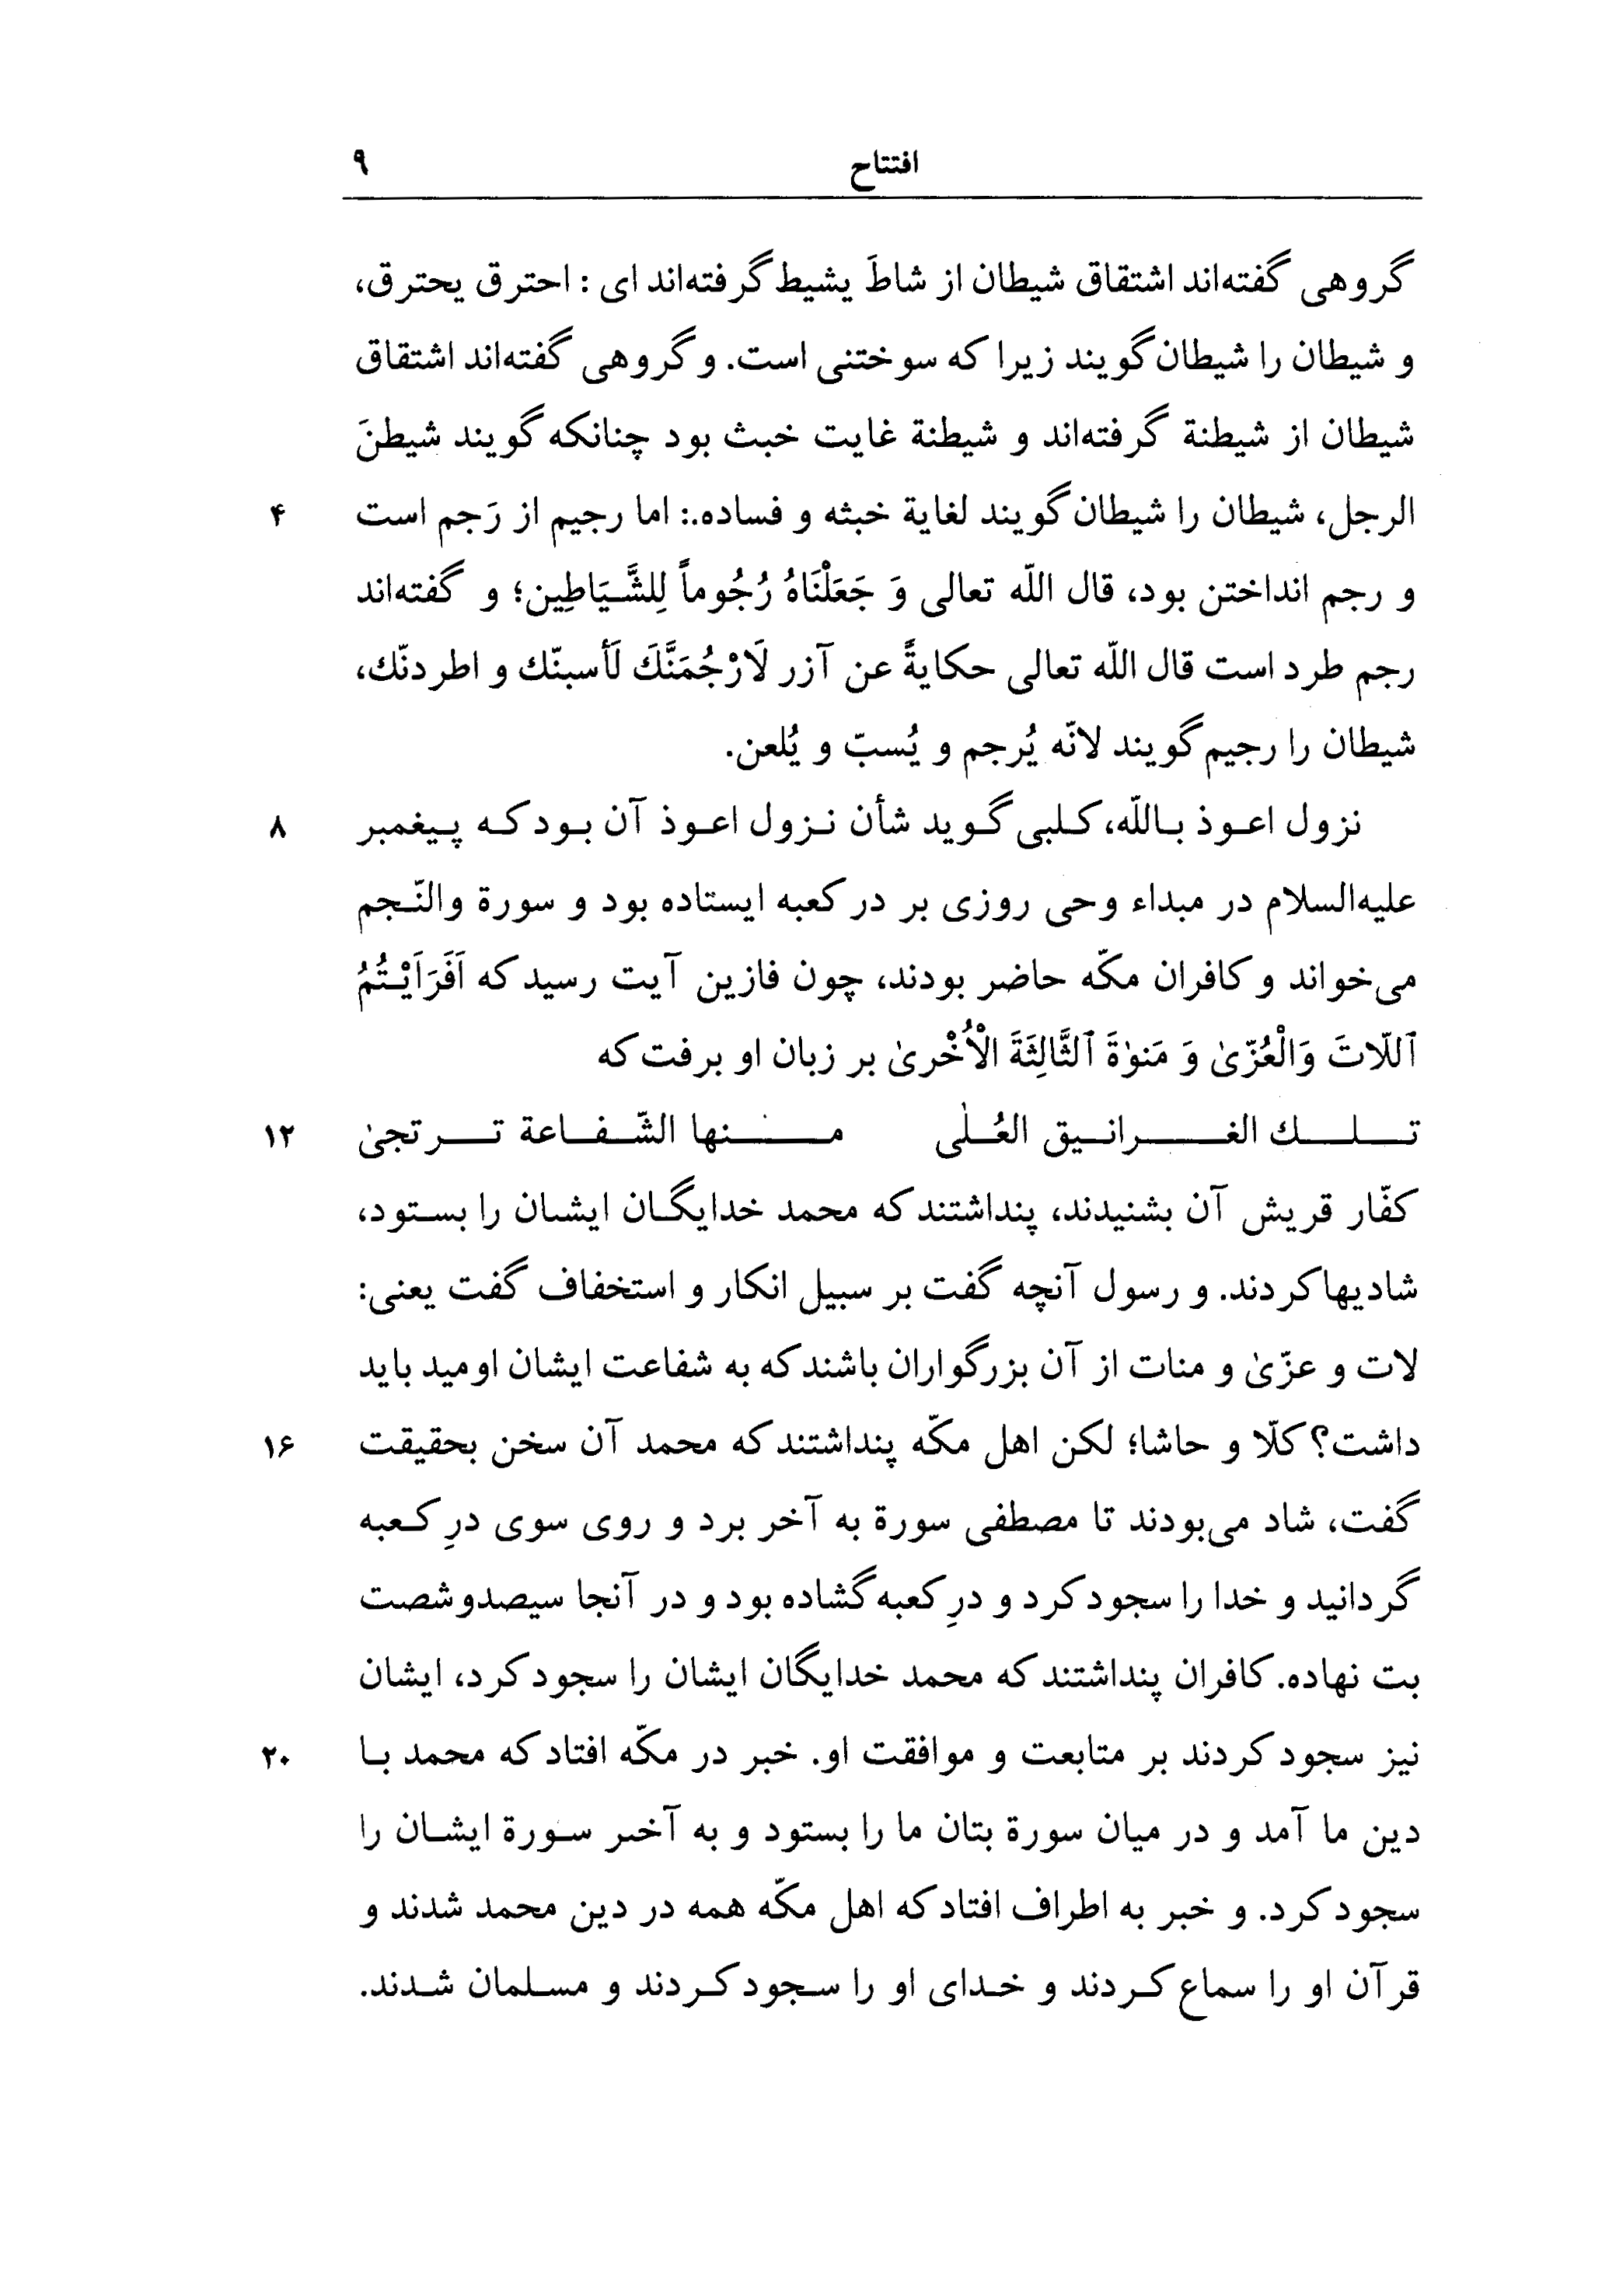 افتتاح ۹
گروهی گفته‌اند اشتقاق شیطان از شاطَ یشیط گرفته‌اند ای : احترق یحترق،
و شیطان را شیطان گویند زیرا که سوختنی است. و گروهی گفته‌اند اشتقاق
شیطان از شیطنة گرفته‌اند و شیطنة غایت خبث بود چنانکه گویند شیطنَ
الرجل، شیطان را شیطان گویند لغایة خبثه و فساده.: اما رجیم از رَجم است ۴
و رجم انداختن بود، قال اللّه تعالی وَ جَعَلْنَاهُ رُجُوماً لِلشَّیَاطِین؛ و گفته‌اند
رجم طرد است قال اللّه تعالی حکایةً عن آزر لَارْجُمَنَّكَ لَأسبنّك و اطردنّك،
شیطان را رجیم گویند لانّه یُرجم و یُسبّ و یُلعن.
نزول اعوذ باللّه، کلبی گوید شأن نزول اعوذ آن بود که پیغمبر ۸
علیه‌السلام در مبداء وحی روزی بر در کعبه ایستاده بود و سورة والنّجم
می‌خواند و کافران مکّه حاضر بودند، چون فازین آیت رسید که اَفَرَاَیْتُمُ
ٱللّاتَ وَالْعُزّیٰ وَ مَنوٰةَ ٱلثَّالِثَةَ الْاُخْریٰ بر زبان او برفت که
تلك الغرانیق العُلٰی منها الشّفاعة ترتجیٰ ۱۲
کفّار قریش آن بشنیدند، پنداشتند که محمد خدایگان ایشان را بستود،
شادیها کردند. و رسول آنچه گفت بر سبیل انکار و استخفاف گفت یعنی:
لات و عزّیٰ و منات از آن بزرگواران باشند که به شفاعت ایشان اومید باید
داشت؟ کلّا و حاشا؛ لکن اهل مکّه پنداشتند که محمد آن سخن بحقیقت ۱۶
گفت، شاد می‌بودند تا مصطفی سورة به آخر برد و روی سوی درِ کعبه
گردانید و خدا را سجود کرد و درِ کعبه گشاده بود و در آنجا سیصدوشصت
بت نهاده. کافران پنداشتند که محمد خدایگان ایشان را سجود کرد، ایشان
نیز سجود کردند بر متابعت و موافقت او. خبر در مکّه افتاد که محمد با ۲۰
دین ما آمد و در میان سورة بتان ما را بستود و به آخر سورة ایشان را
سجود کرد. و خبر به اطراف افتاد که اهل مکّه همه در دین محمد شدند و
قرآن او را سماع کردند و خدای او را سجود کردند و مسلمان شدند.